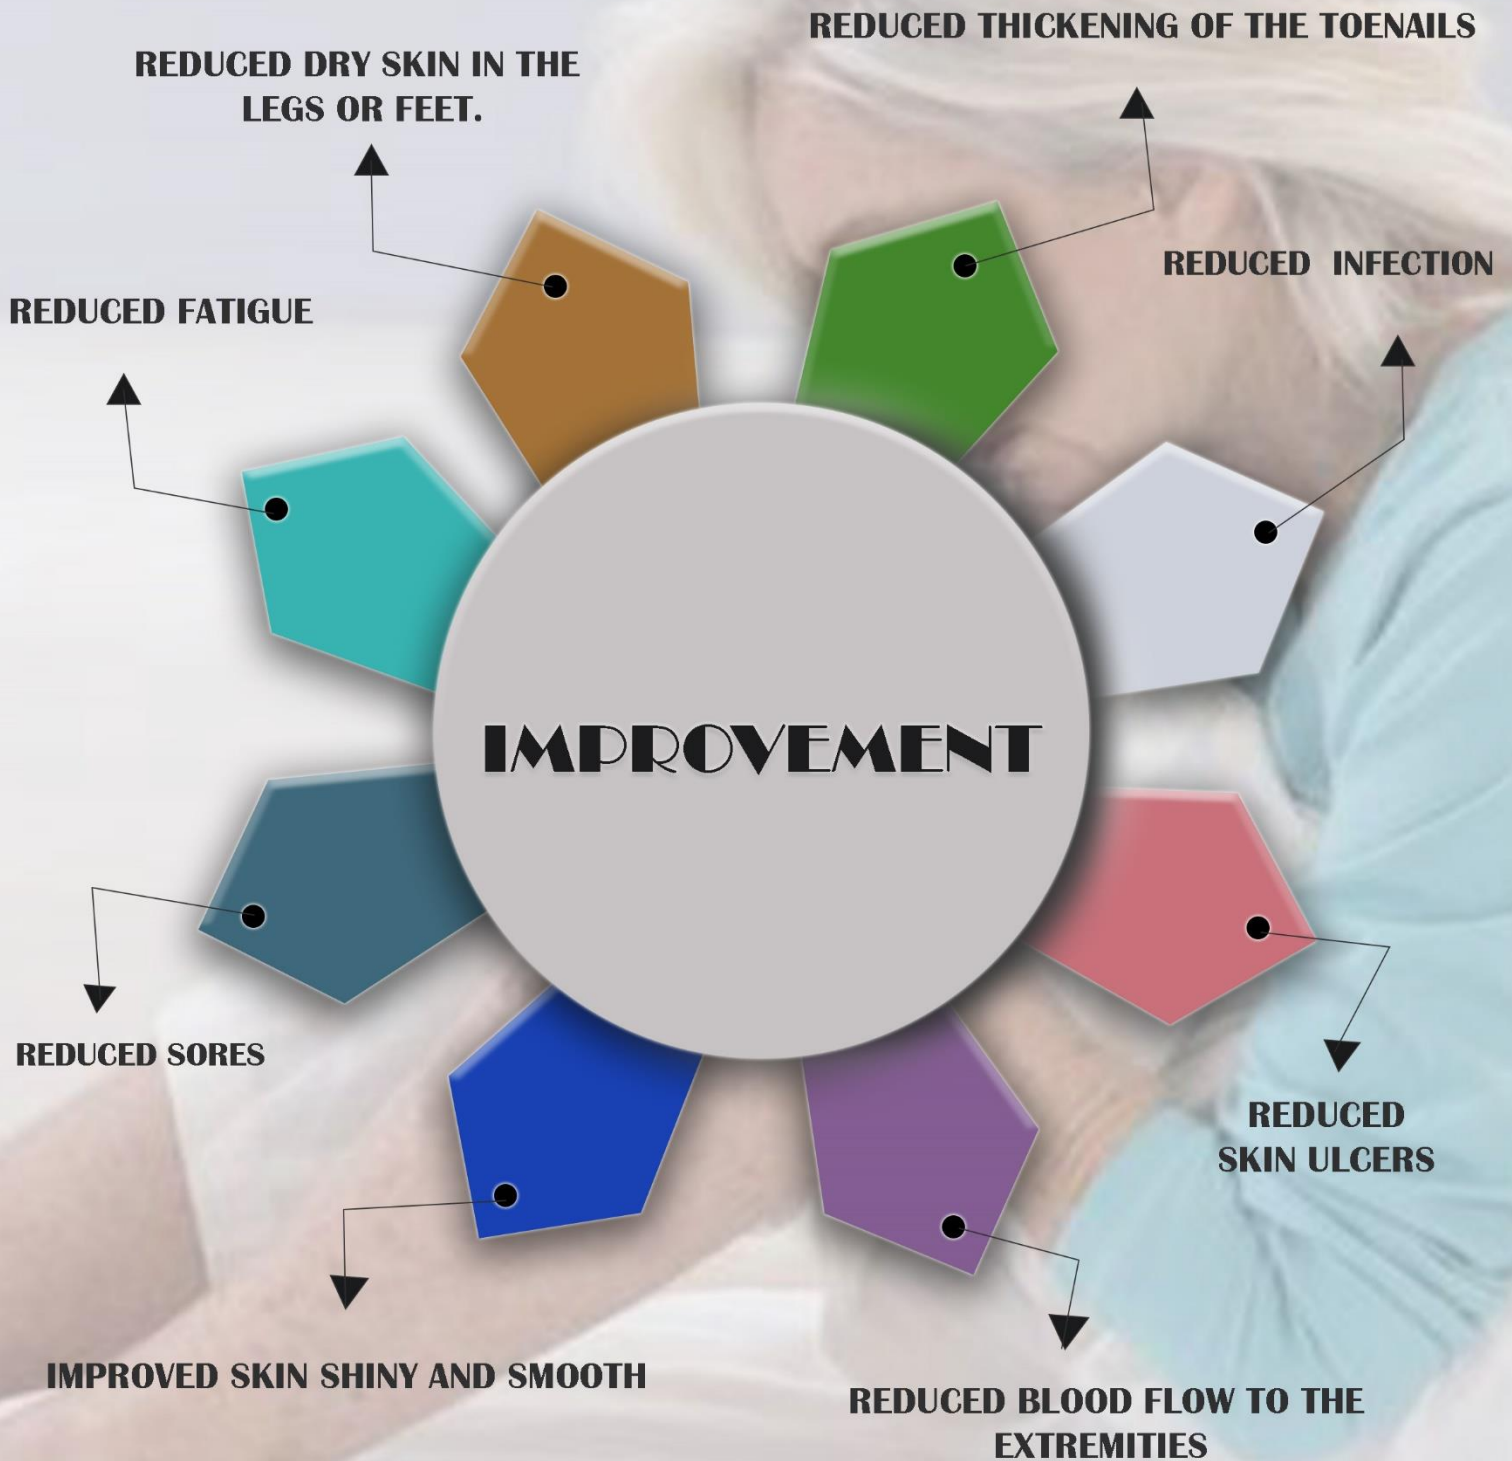 REDUCED THICKENING OF THE TOENAILS
REDUCED DRY SKIN IN THE
LEGS OR FEET.
REDUCED INFECTION
REDUCED FATIGUE
IMPROVEMENT
REDUCED SORES
REDUCED
SKIN ULCERS
IMPROVED SKIN SHINY AND SMOOTH
REDUCED BLOOD FLOW TO THE
EXTREMITIES